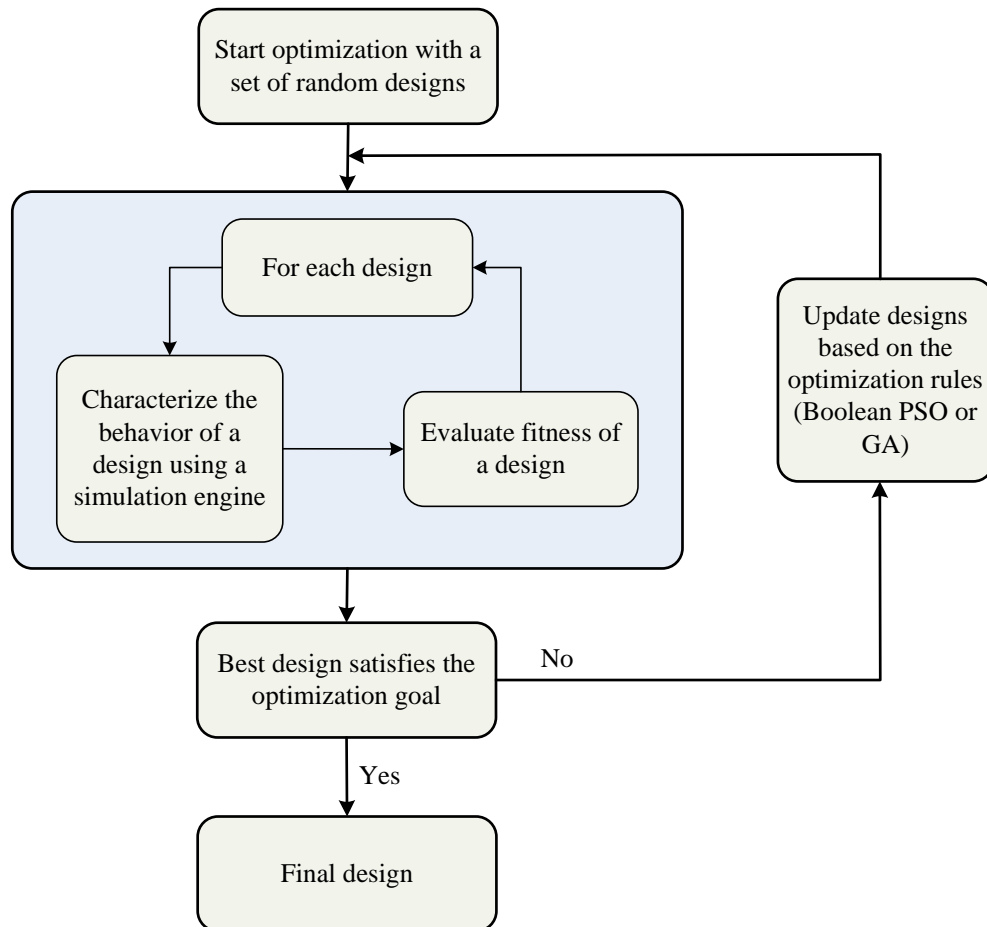 Start optimization with a
set of random designs
For each design
Characterize the
behavior of a
design using a
simulation engine
Evaluate fitness of
a design
Update designs
based on the
optimization rules
(Boolean PSO or
GA)
Best design satisfies the
optimization goal
No
Yes
Final design